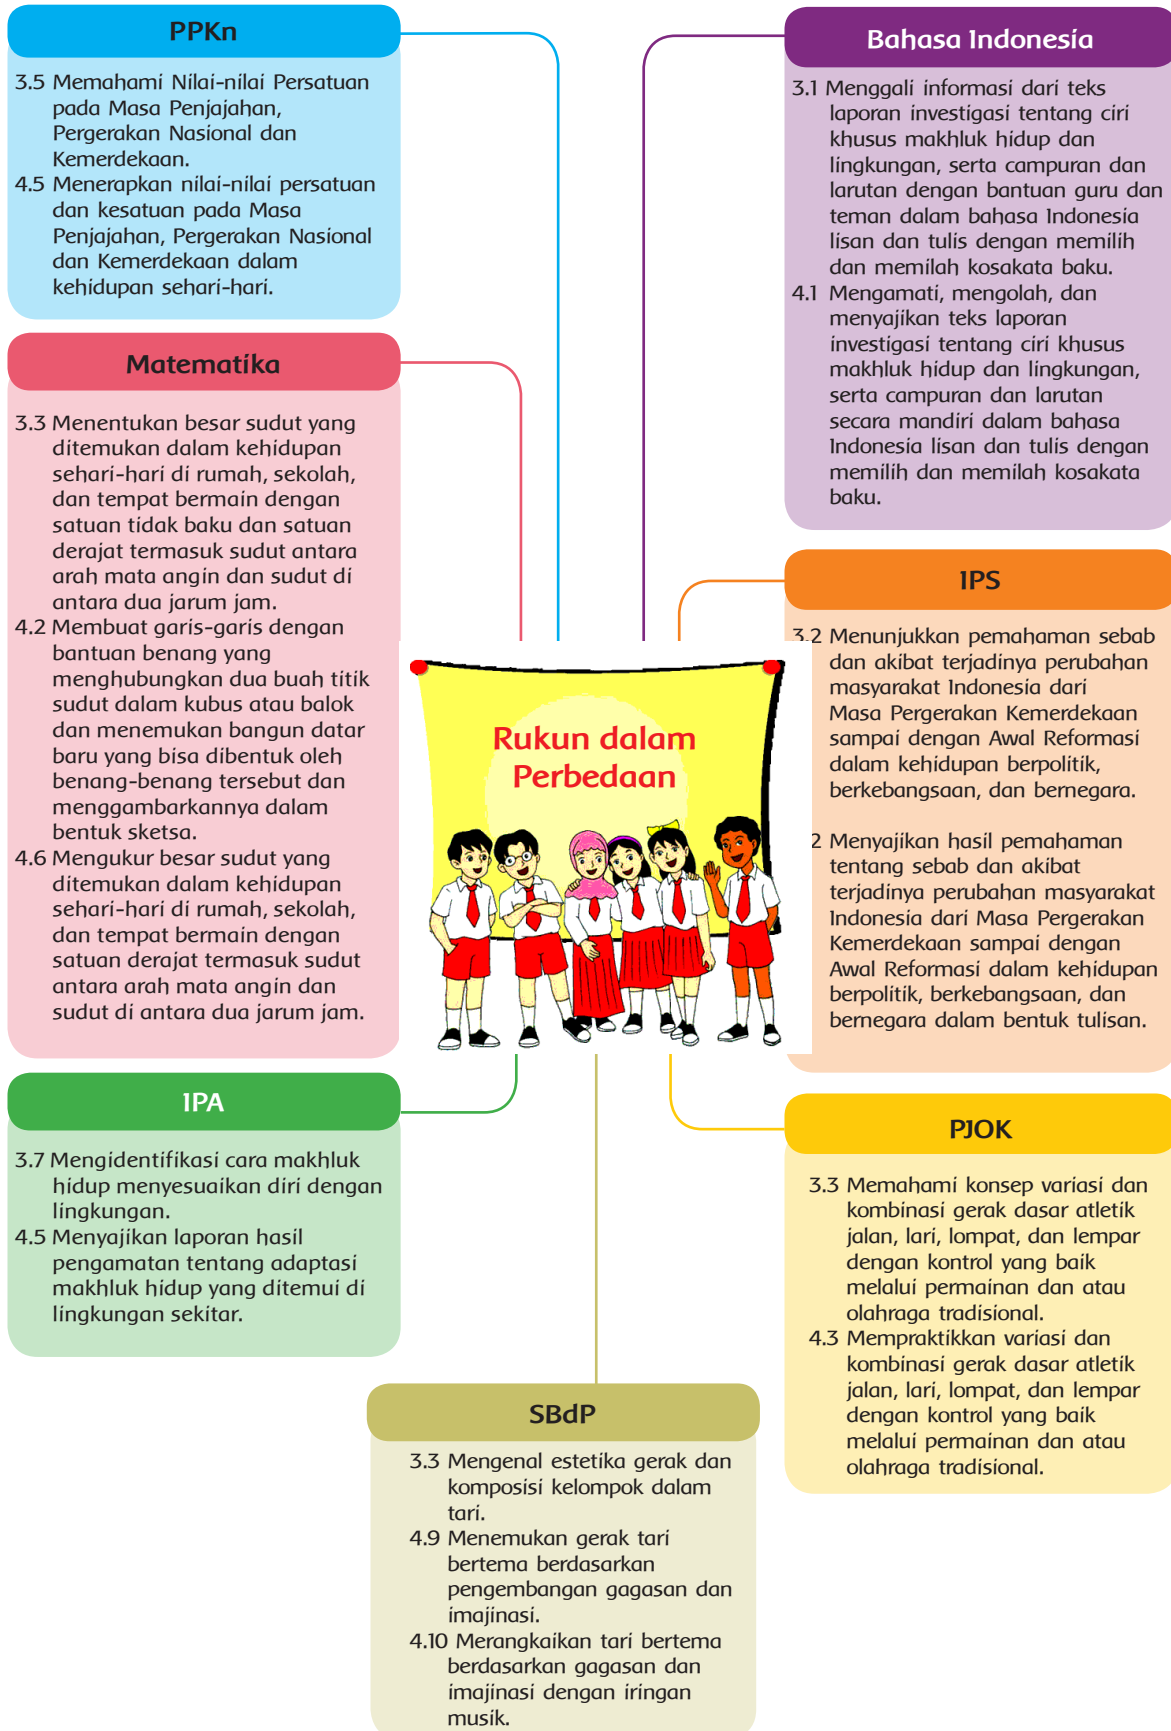 PPKn
3.5 Memahami Nilai-nilai Persatuan
pada Masa Penjajahan,
Pergerakan Nasional dan
Kemerdekaan.
4.5 Menerapkan nilai-nilai persatuan
dan kesatuan pada Masa
Penjajahan, Pergerakan Nasional
dan Kemerdekaan dalam
kehidupan sehari-hari.
Bahasa Indonesia
3.1 Menggali informasi dari teks
laporan investigasi tentang ciri
khusus makhluk hidup dan
lingkungan, serta campuran dan
larutan dengan bantuan guru dan
teman dalam bahasa Indonesia
lisan dan tulis dengan memilih
dan memilah kosakata baku.
4.1 Mengamati, mengolah, dan
menyajikan teks laporan
investigasi tentang ciri khusus
makhluk hidup dan lingkungan,
serta campuran dan larutan
secara mandiri dalam bahasa
Indonesia lisan dan tulis dengan
memilih dan memilah kosakata
baku.
Matematika
3.3 Menentukan besar sudut yang
ditemukan dalam kehidupan
sehari-hari di rumah, sekolah,
dan tempat bermain dengan
satuan tidak baku dan satuan
derajat termasuk sudut antara
arah mata angin dan sudut di
antara dua jarum jam.
4.2 Membuat garis-garis dengan
bantuan benang yang
menghubungkan dua buah titik
sudut dalam kubus atau balok
dan menemukan bangun datar
baru yang bisa dibentuk oleh
benang-benang tersebut dan
menggambarkannya dalam
bentuk sketsa.
4.6 Mengukur besar sudut yang
ditemukan dalam kehidupan
sehari-hari di rumah, sekolah,
dan tempat bermain dengan
satuan derajat termasuk sudut
antara arah mata angin dan
sudut di antara dua jarum jam.
Rukun dalam
Perbedaan
IPS
3.2 Menunjukkan pemahaman sebab
dan akibat terjadinya perubahan
masyarakat Indonesia dari
Masa Pergerakan Kemerdekaan
sampai dengan Awal Reformasi
dalam kehidupan berpolitik,
berkebangsaan, dan bernegara.
2 Menyajikan hasil pemahaman
tentang sebab dan akibat
terjadinya perubahan masyarakat
Indonesia dari Masa Pergerakan
Kemerdekaan sampai dengan
Awal Reformasi dalam kehidupan
berpolitik, berkebangsaan, dan
bernegara dalam bentuk tulisan.
IPA
3.7 Mengidentifikasi cara makhluk
hidup menyesuaikan diri dengan
lingkungan.
4.5 Menyajikan laporan hasil
pengamatan tentang adaptasi
makhluk hidup yang ditemui di
lingkungan sekitar.
PJOK
3.3 Memahami konsep variasi dan
kombinasi gerak dasar atletik
jalan, lari, lompat, dan lempar
dengan kontrol yang baik
melalui permainan dan atau
olahraga tradisional.
4.3 Mempraktikkan variasi dan
kombinasi gerak dasar atletik
jalan, lari, lompat, dan lempar
dengan kontrol yang baik
melalui permainan dan atau
olahraga tradisional.
SBdP
3.3 Mengenal estetika gerak dan
komposisi kelompok dalam
tari.
4.9 Menemukan gerak tari
bertema berdasarkan
pengembangan gagasan dan
imajinasi.
4.10 Merangkaikan tari bertema
berdasarkan gagasan dan
imajinasi dengan iringan
musik.